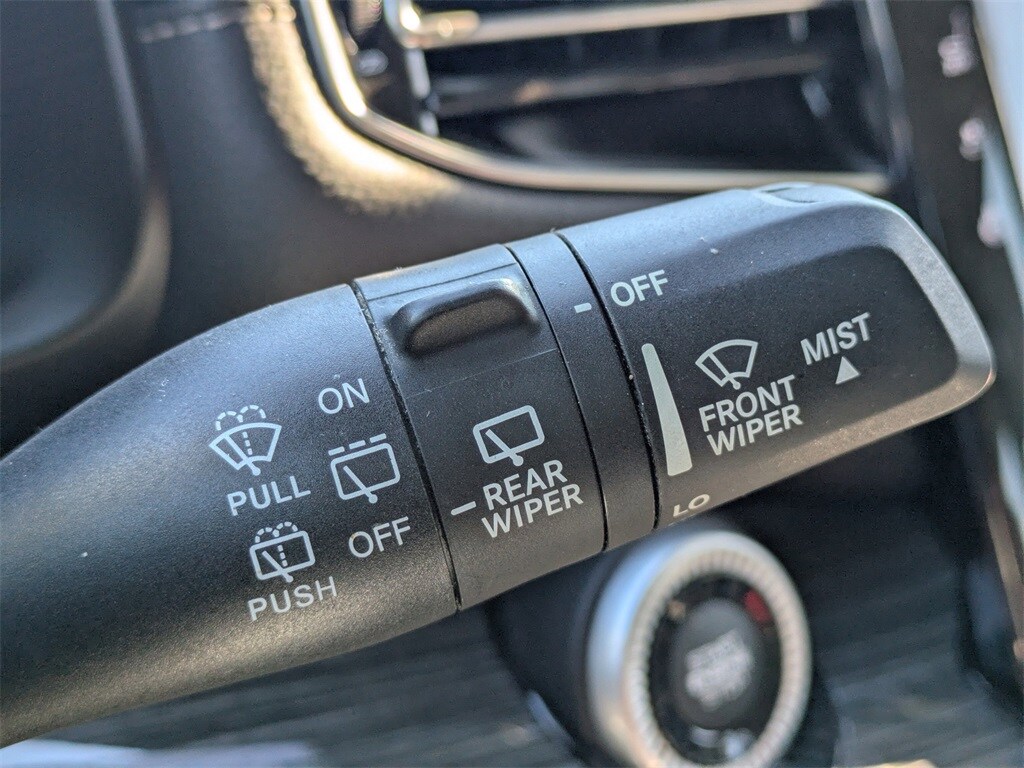 ON
PULL
OFF
PUSH
REAR
WIPER
OFF
FRONT
WIPER
MIST
LO